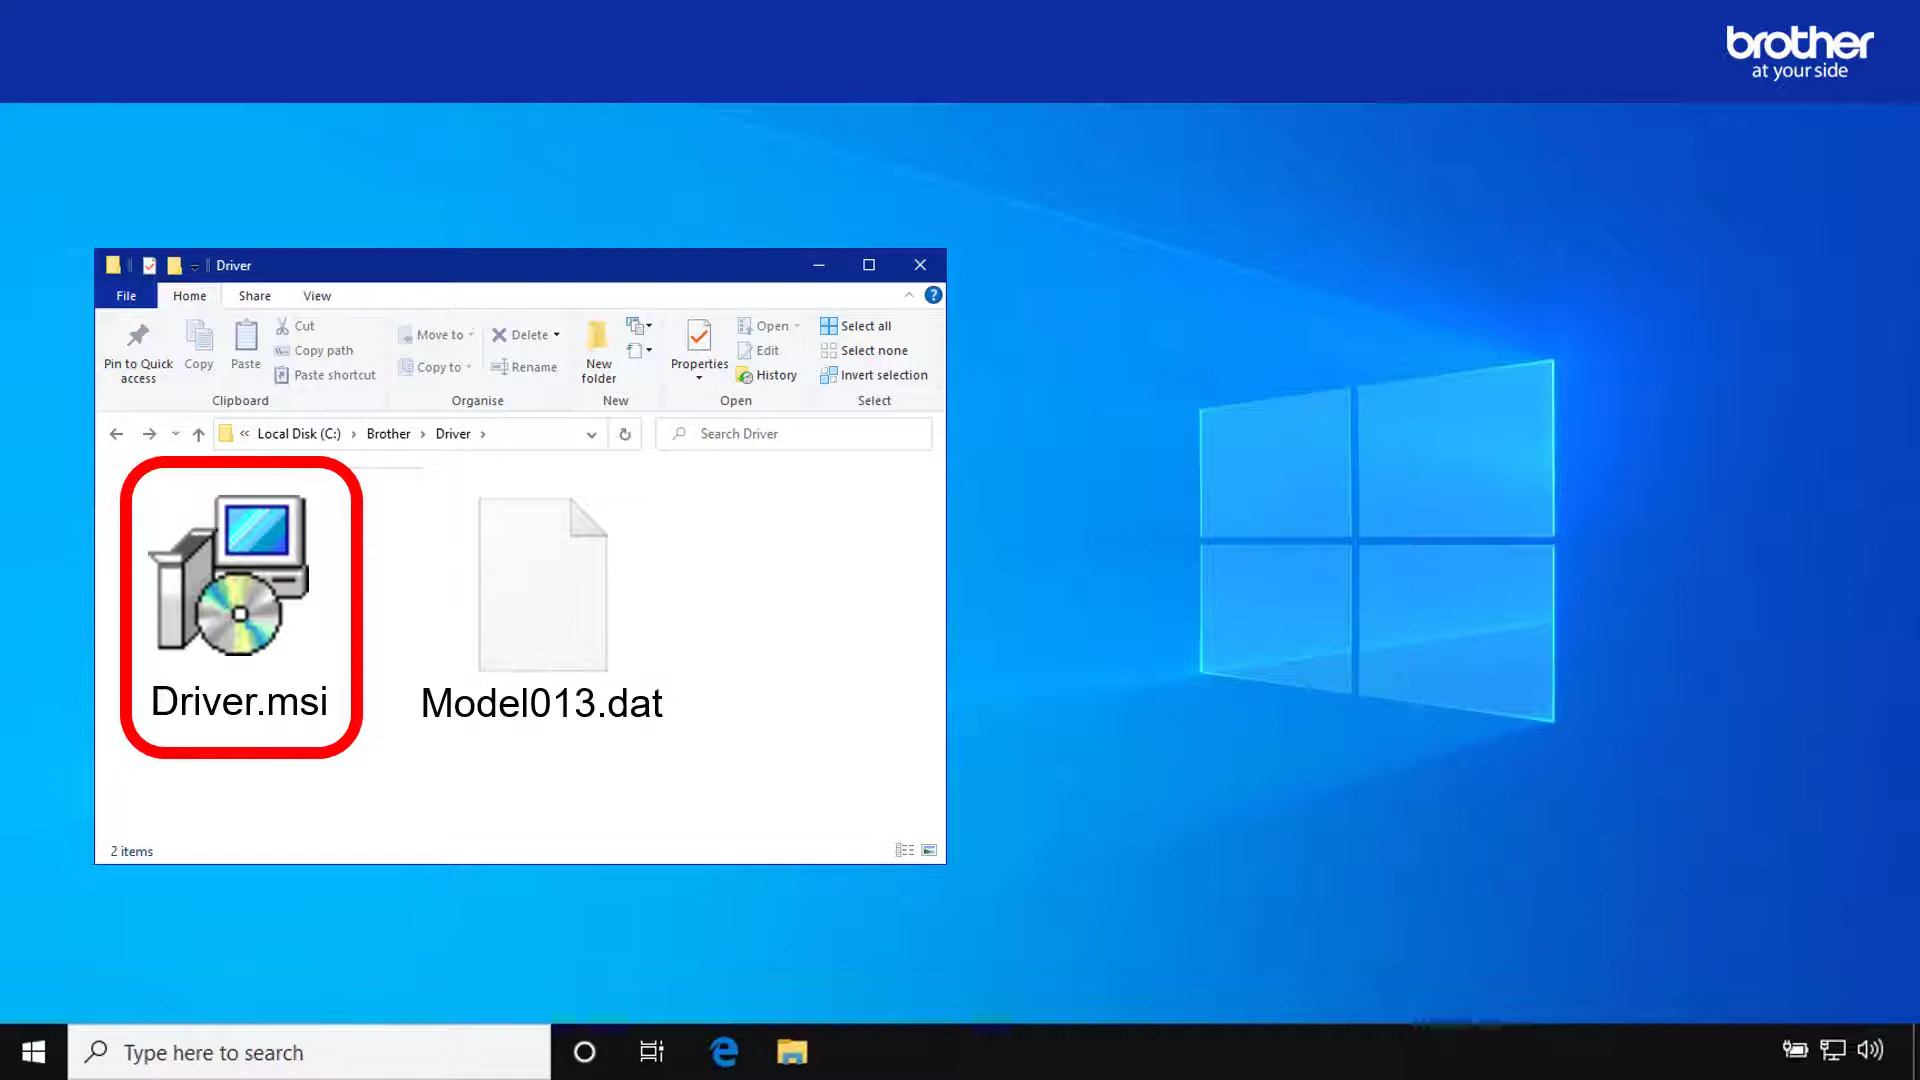 brother
at your side
Driver
File Home Share View
Pin to Quick access
Copy
Paste
Cut
Copy path
Paste shortcut
Clipboard
Move to
Copy to
Delete
Rename
Organise
New folder
New
Properties
Open
Edit
History
Open
Select all
Select none
Invert selection
Select
« Local Disk (C:) › Brother › Driver ›
Search Driver
Driver.msi
Model013.dat
2 items
Type here to search